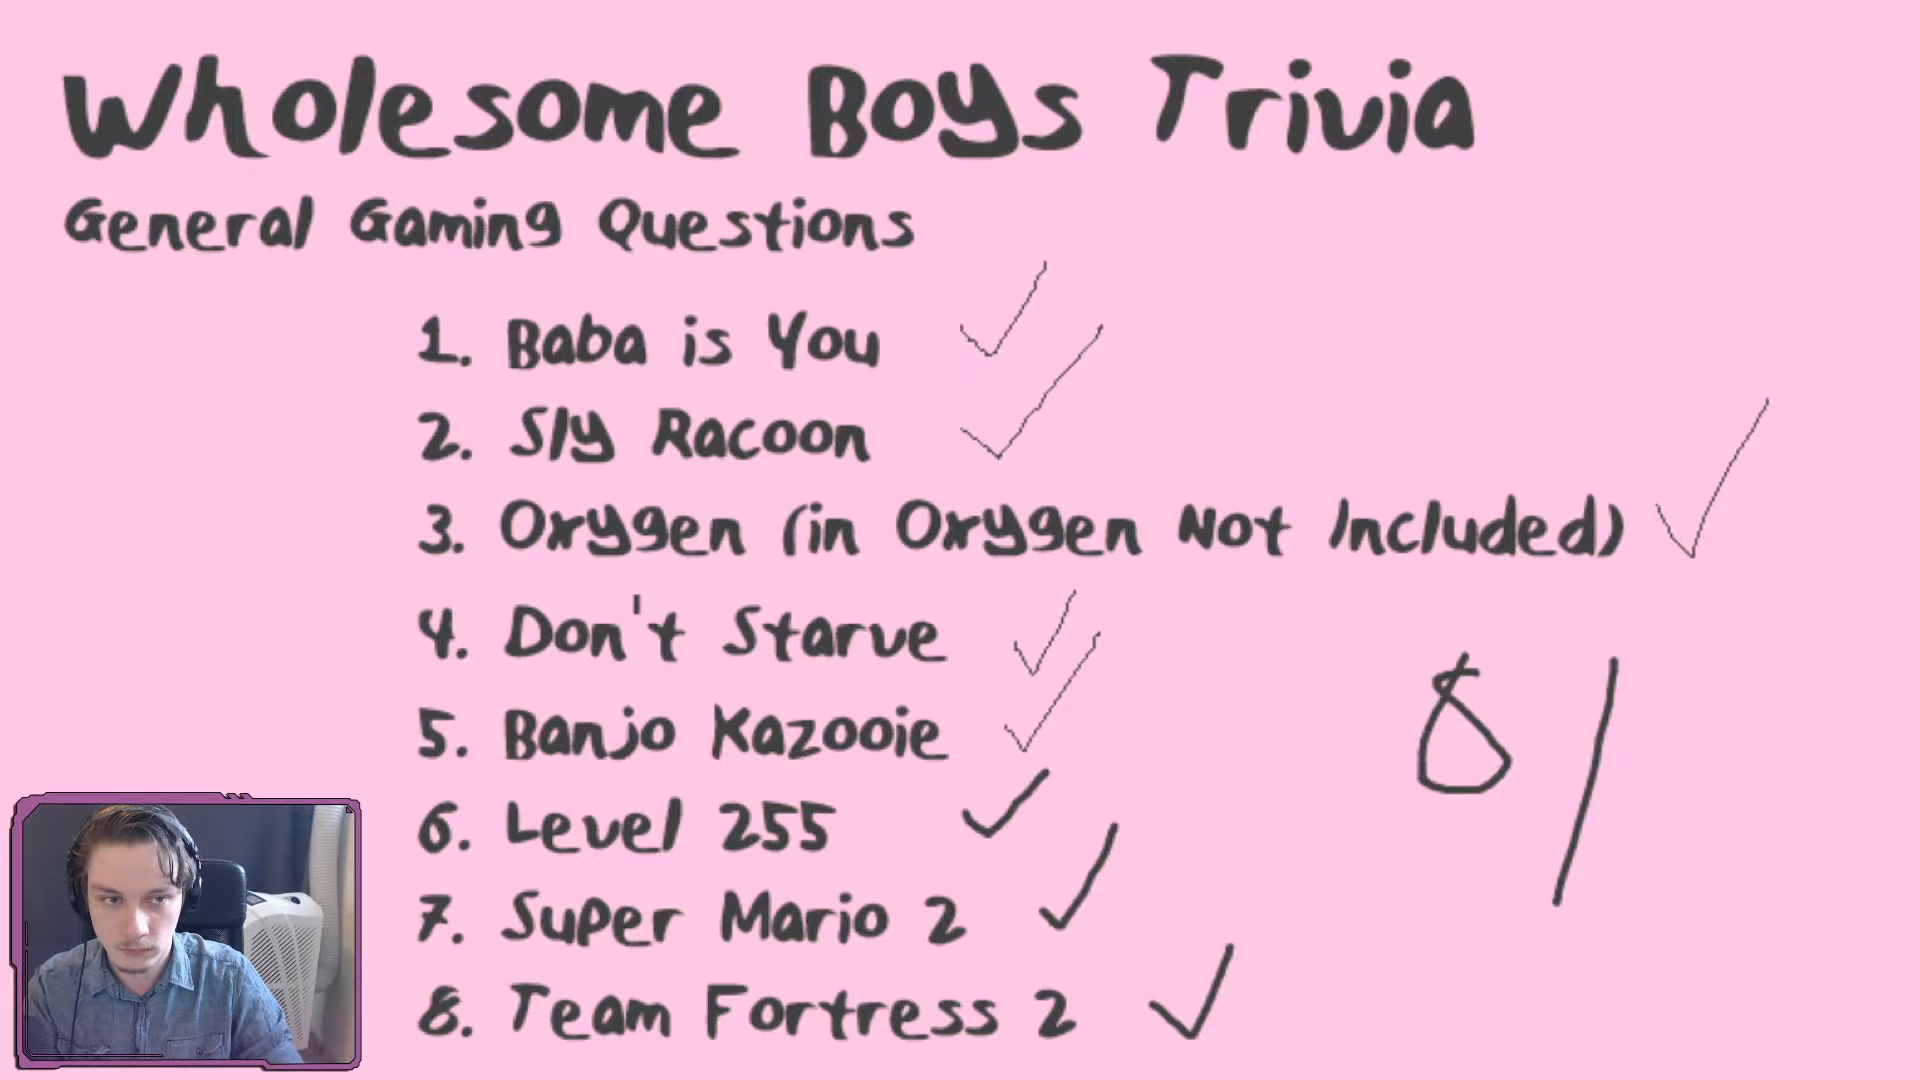 Wholesome Boys Trivia
General Gaming Questions
1. Baba is You
2. Sly Racoon
3. Oxygen (in Oxygen Not Included)
4. Don't Starve
5. Banjo Kazooie
6. Level 255
7. Super Mario 2
8. Team Fortress 2
8/